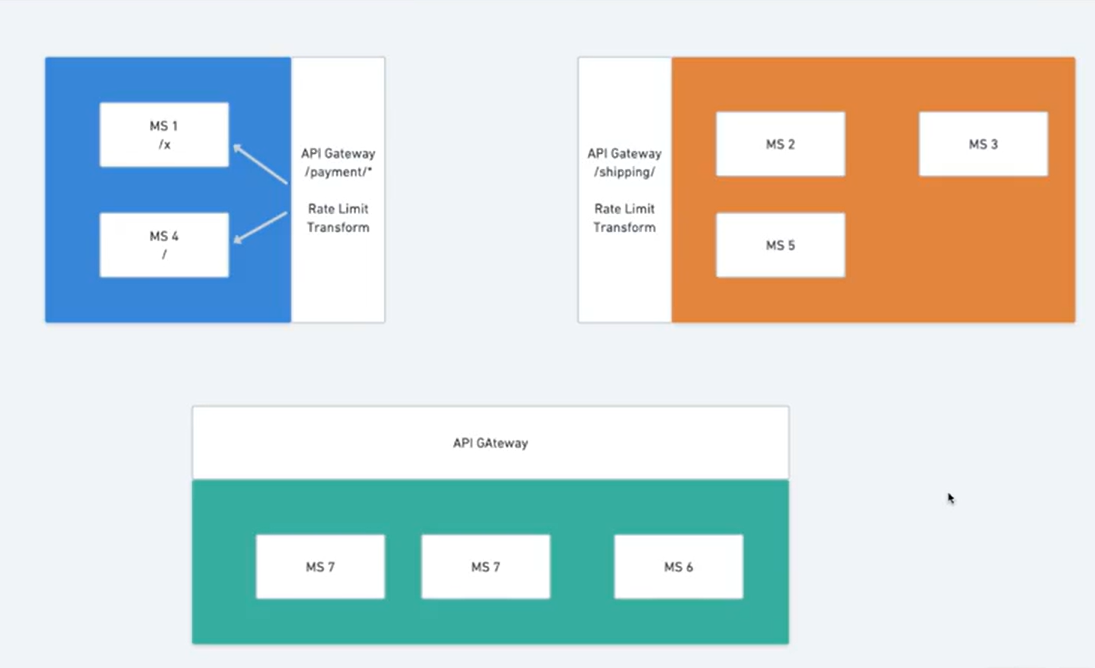 MS 1
/x
MS 4
/
API Gateway
/payment/*
Rate Limit
Transform
API Gateway
/shipping/
Rate Limit
Transform
MS 2
MS 3
MS 5
API GAteway
MS 7
MS 7
MS 6